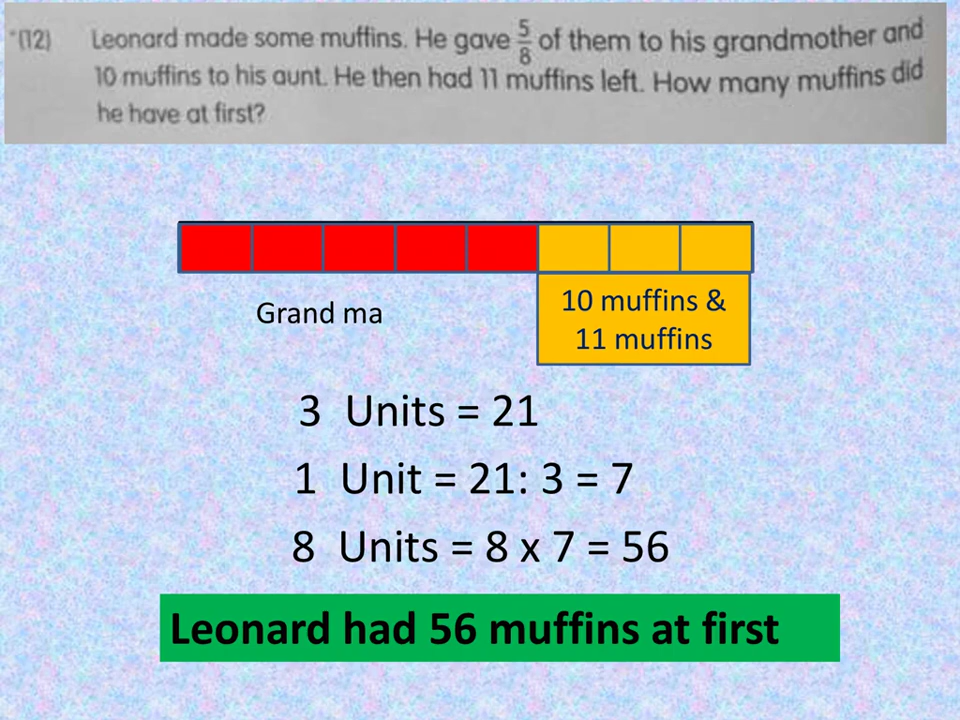 *(12) Leonard made some muffins. He gave 5/8 of them to his grandmother and
10 muffins to his aunt. He then had 11 muffins left. How many muffins did
he have at first?
Grand ma
10 muffins &
11 muffins
3 Units = 21
1 Unit = 21: 3 = 7
8 Units = 8 x 7 = 56
Leonard had 56 muffins at first